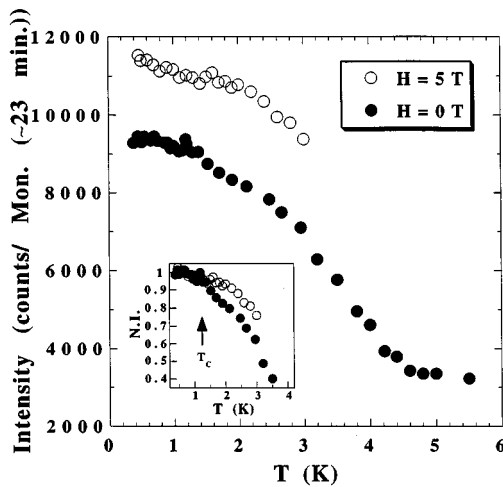 Intensity (counts/ Mon. (~23 min.))
12000
10000
8000
6000
4000
2000
H = 5 T
H = 0 T
N.I.
1
0.9
0.8
0.7
0.6
0.5
0.4
T_C
0 1 2 3 4
T (K)
0 1 2 3 4 5 6
T (K)